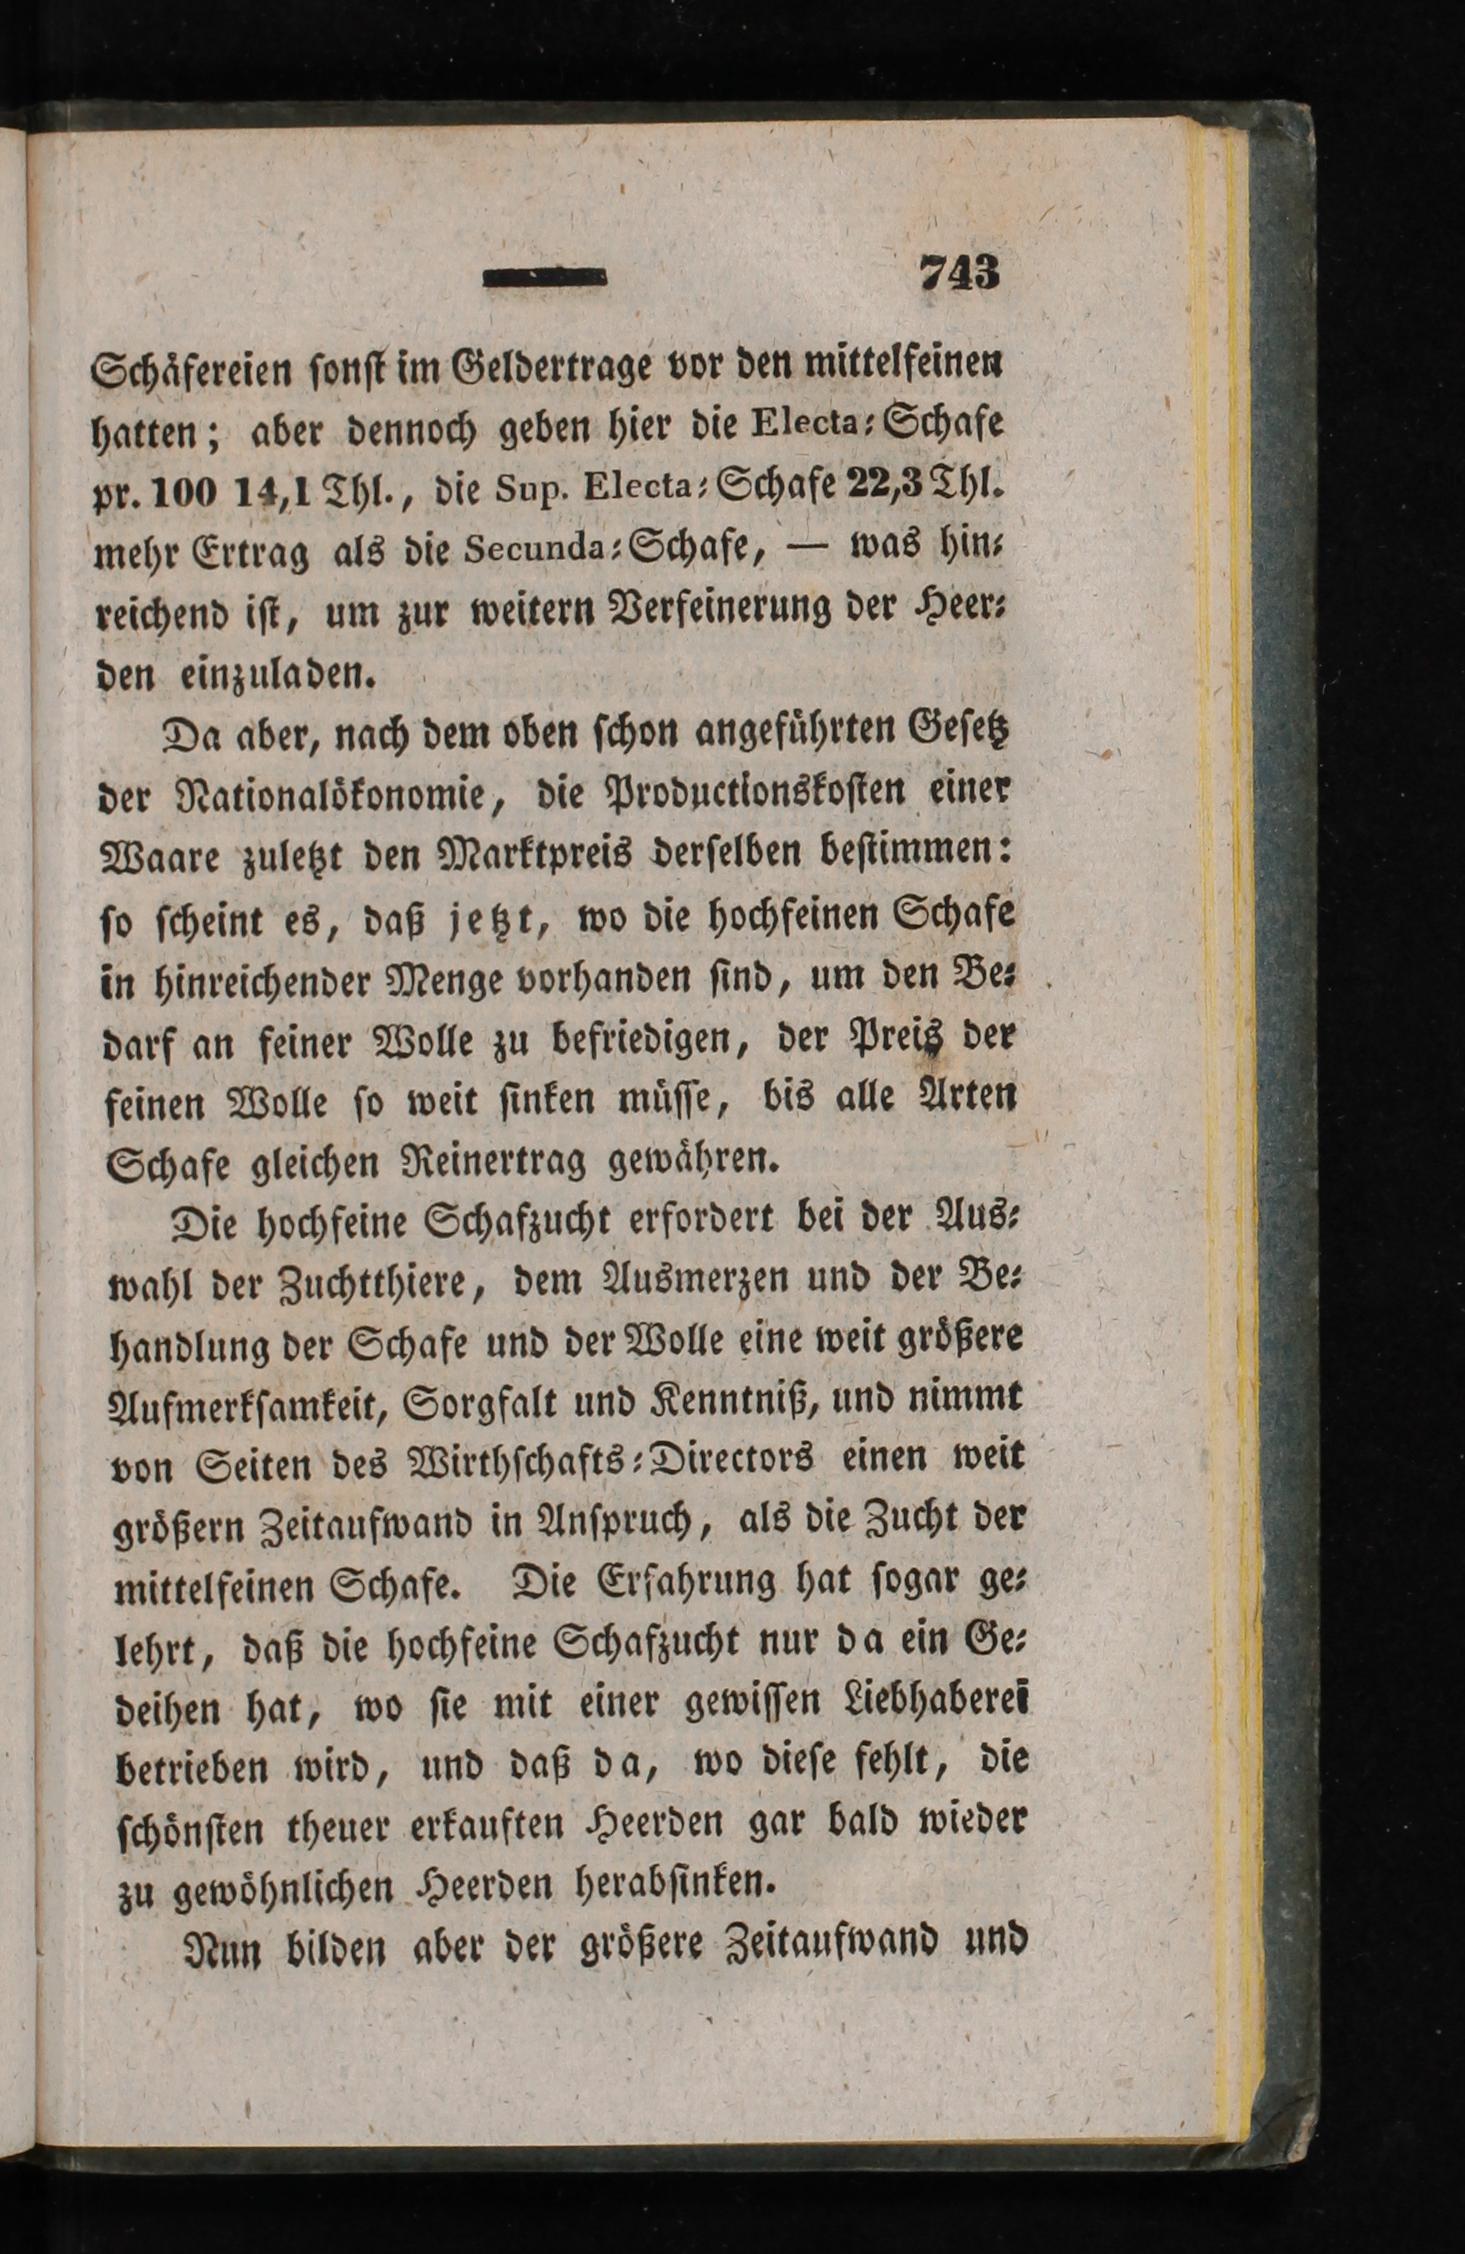 743
Schäfereien ſonſt im Geldertrage vor den mittelfeinen
hatten; aber dennoch geben hier die Electa⸗Schafe
pr. 100 14,1 Thl., die Sup. Electa⸗Schafe 22,3 Thl.
mehr Ertrag als die Secunda⸗Schafe, — was hin⸗
reichend iſt, um zur weitern Verfeinerung der Heer⸗
den einzuladen.
Da aber, nach dem oben ſchon angeführten Geſetz
der Nationalökonomie, die Productionskoſten einer
Waare zuletzt den Marktpreis derſelben beſtimmen:
ſo ſcheint es, daß jetzt, wo die hochfeinen Schafe
in hinreichender Menge vorhanden ſind, um den Be⸗
darf an feiner Wolle zu befriedigen, der Preis der
feinen Wolle ſo weit ſinken müſſe, bis alle Arten
Schafe gleichen Reinertrag gewähren.
Die hochfeine Schafzucht erfordert bei der Aus⸗
wahl der Zuchtthiere, dem Ausmerzen und der Be⸗
handlung der Schafe und der Wolle eine weit größere
Aufmerkſamkeit, Sorgfalt und Kenntniß, und nimmt
von Seiten des Wirthſchafts⸗Directors einen weit
größern Zeitaufwand in Anſpruch, als die Zucht der
mittelfeinen Schafe. Die Erfahrung hat ſogar ge⸗
lehrt, daß die hochfeine Schafzucht nur da ein Ge⸗
deihen hat, wo ſie mit einer gewiſſen Liebhaberei
betrieben wird, und daß da, wo dieſe fehlt, die
ſchönſten theuer erkauften Heerden gar bald wieder
zu gewöhnlichen Heerden herabſinken.
Nun bilden aber der größere Zeitaufwand und